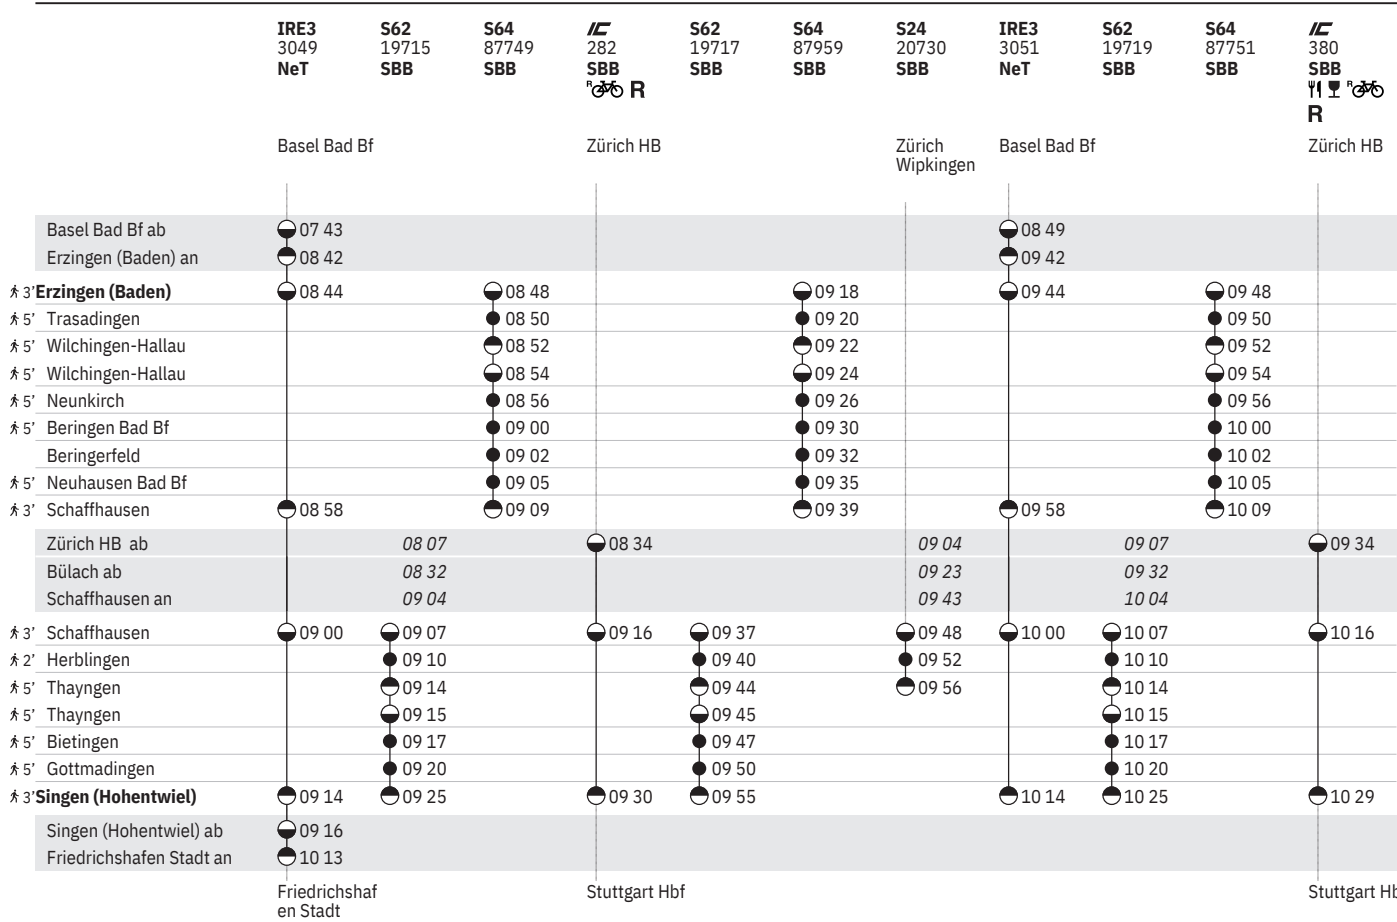 IRE3 S62 S64 IC S62 S64 S24 IRE3 S62 S64 IC
3049 19715 87749 282 19717 87959 20730 3051 19719 87751 380
NeT SBB SBB SBB SBB SBB SBB NeT SBB SBB SBB
R R R
R
Basel Bad Bf Zürich HB Zürich Basel Bad Bf Zürich HB
Wipkingen
Basel Bad Bf ab 07 43 08 49
Erzingen (Baden) an 08 42 09 42
3' Erzingen (Baden) 08 44 08 48 09 18 09 44 09 48
5' Trasadingen 08 50 09 20 09 50
5' Wilchingen-Hallau 08 52 09 22 09 52
5' Wilchingen-Hallau 08 54 09 24 09 54
5' Neunkirch 08 56 09 26 09 56
5' Beringen Bad Bf 09 00 09 30 10 00
Beringerfeld 09 02 09 32 10 02
5' Neuhausen Bad Bf 09 05 09 35 10 05
3' Schaffhausen 08 58 09 09 09 39 09 58 10 09
Zürich HB ab 08 07 08 34 09 04 09 07 09 34
Bülach ab 08 32 09 23 09 32
Schaffhausen an 09 04 09 43 10 04
3' Schaffhausen 09 00 09 07 09 16 09 37 09 48 10 00 10 07 10 16
2' Herblingen 09 10 09 40 09 52 10 10
5' Thayngen 09 14 09 44 09 56 10 14
5' Thayngen 09 15 09 45 10 15
5' Bietingen 09 17 09 47 10 17
5' Gottmadingen 09 20 09 50 10 20
3' Singen (Hohentwiel) 09 14 09 25 09 30 09 55 10 14 10 25 10 29
Singen (Hohentwiel) ab 09 16
Friedrichshafen Stadt an 10 13
Friedrichshaf Stuttgart Hbf Stuttgart Hb
en Stadt